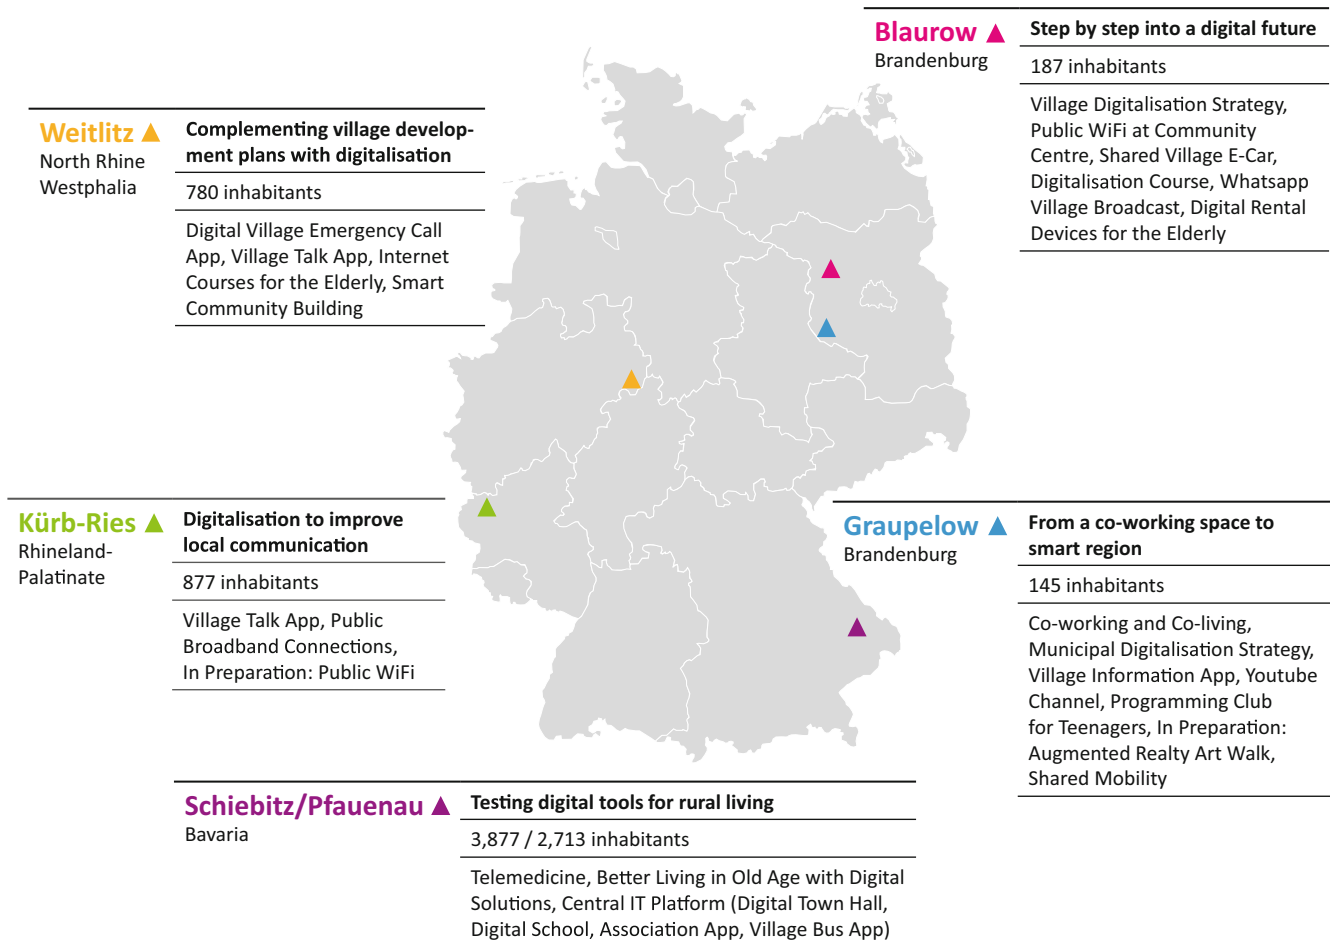 Blaurow
Brandenburg
Step by step into a digital future
187 inhabitants
Village Digitalisation Strategy,
Public WiFi at Community
Centre, Shared Village E-Car,
Digitalisation Course, Whatsapp
Village Broadcast, Digital Rental
Devices for the Elderly
Weitlitz
North Rhine
Westphalia
Complementing village develop-
ment plans with digitalisation
780 inhabitants
Digital Village Emergency Call
App, Village Talk App, Internet
Courses for the Elderly, Smart
Community Building
Kürb-Ries
Rhineland-
Palatinate
Digitalisation to improve
local communication
877 inhabitants
Village Talk App, Public
Broadband Connections,
In Preparation: Public WiFi
Graupelow
Brandenburg
From a co-working space to
smart region
145 inhabitants
Co-working and Co-living,
Municipal Digitalisation Strategy,
Village Information App, Youtube
Channel, Programming Club
for Teenagers, In Preparation:
Augmented Realty Art Walk,
Shared Mobility
Schiebitz/Pfauenau
Bavaria
Testing digital tools for rural living
3,877 / 2,713 inhabitants
Telemedicine, Better Living in Old Age with Digital
Solutions, Central IT Platform (Digital Town Hall,
Digital School, Association App, Village Bus App)